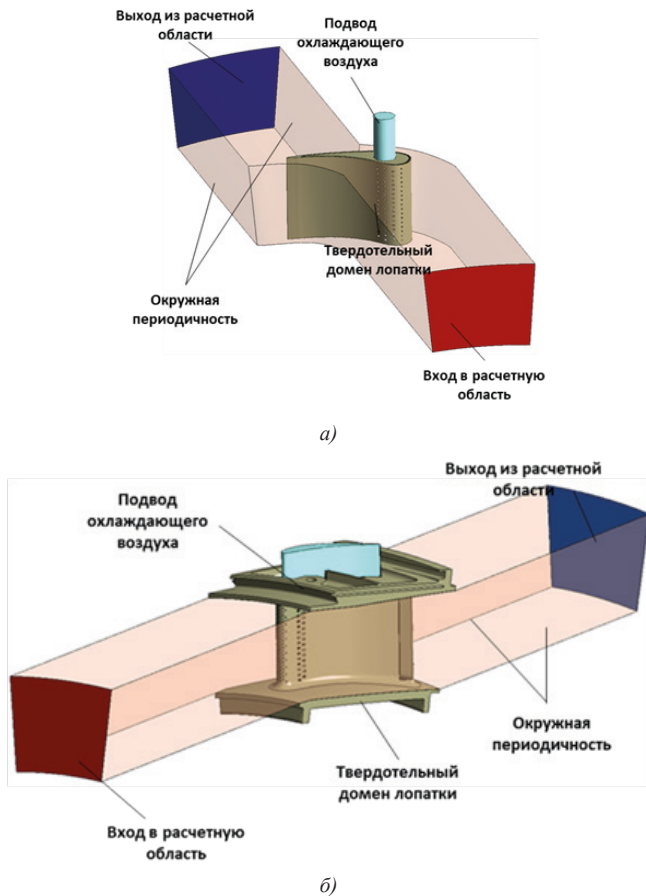 Выход из расчетной
области
Подвод
охлаждающего
воздуха
Твердотельный
домен лопатки
Окружная
периодичность
Вход в расчетную
область
а)
Выход из расчетной
области
Подвод
охлаждающего
воздуха
Окружная
периодичность
Твердотельный
домен лопатки
Вход в расчетную
область
б)